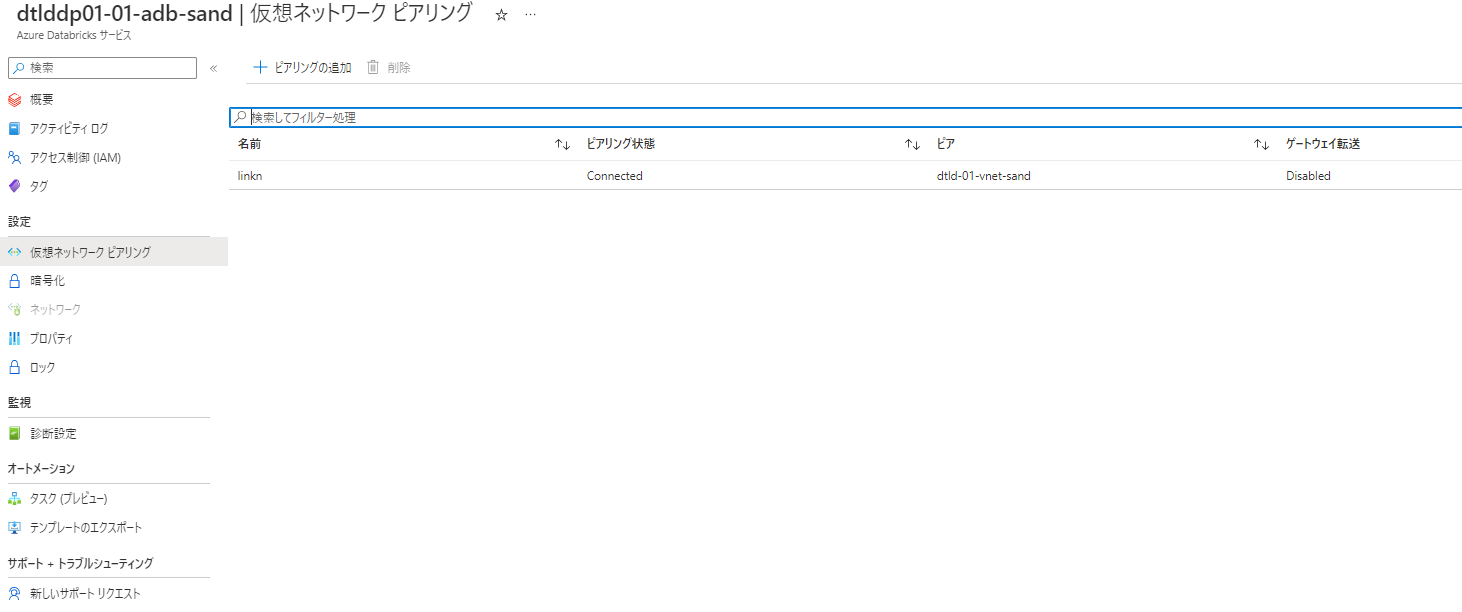 dtlddp01-01-adb-sand | 仮想ネットワーク ピアリング ☆ …
Azure Databricks サービス
検索 «
概要
アクティビティ ログ
アクセス制御 (IAM)
タグ
設定
仮想ネットワーク ピアリング
暗号化
ネットワーク
プロパティ
ロック
監視
診断設定
オートメーション
タスク (プレビュー)
テンプレートのエクスポート
サポート + トラブルシューティング
新しいサポート リクエスト
+ ピアリングの追加 削除
検索してフィルター処理
名前 ↑↓ ピアリング状態 ↑↓ ピア ↑↓ ゲートウェイ転送
linkn Connected dtld-01-vnet-sand Disabled